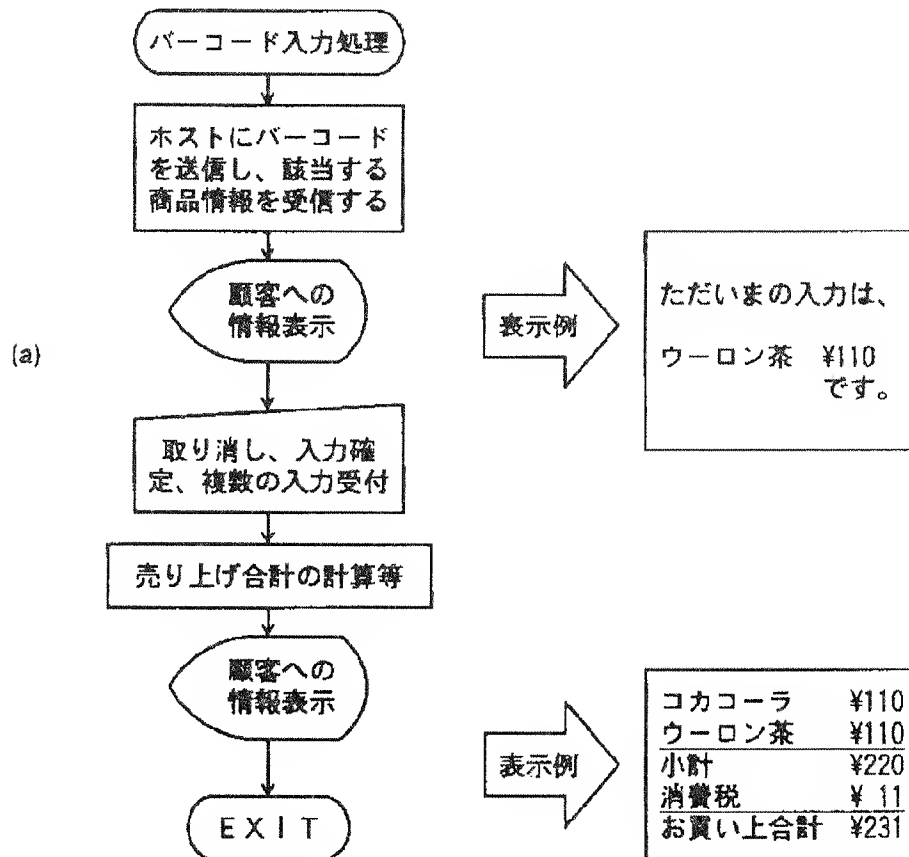 バーコード入力処理
ホストにバーコード
を送信し、該当する
商品情報を受信する
顧客への
情報表示
表示例
ただいまの入力は、
ウーロン茶 ¥110
です。
(a)
取り消し、入力確
定、複数の入力受付
売り上げ合計の計算等
顧客への
情報表示
表示例
コカコーラ ¥110
ウーロン茶 ¥110
小計 ¥220
消費税 ¥ 11
お買い上合計 ¥231
EXIT